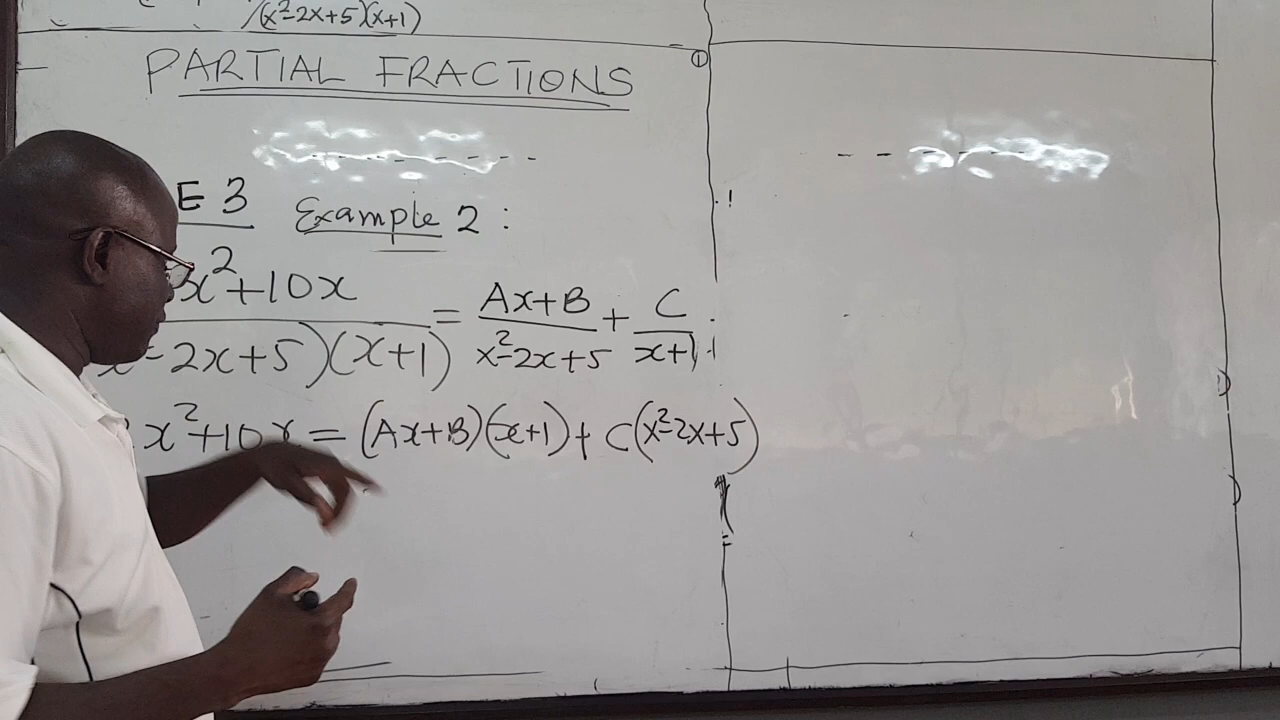 /(x²-2x+5)(x+1)
PARTIAL FRACTIONS
①
E 3 Example 2 :
x²+10x = Ax+B + C
-2x+5)(x+1) x²-2x+5 x+1
x²+10x = (Ax+B)(x+1) + C(x²-2x+5)